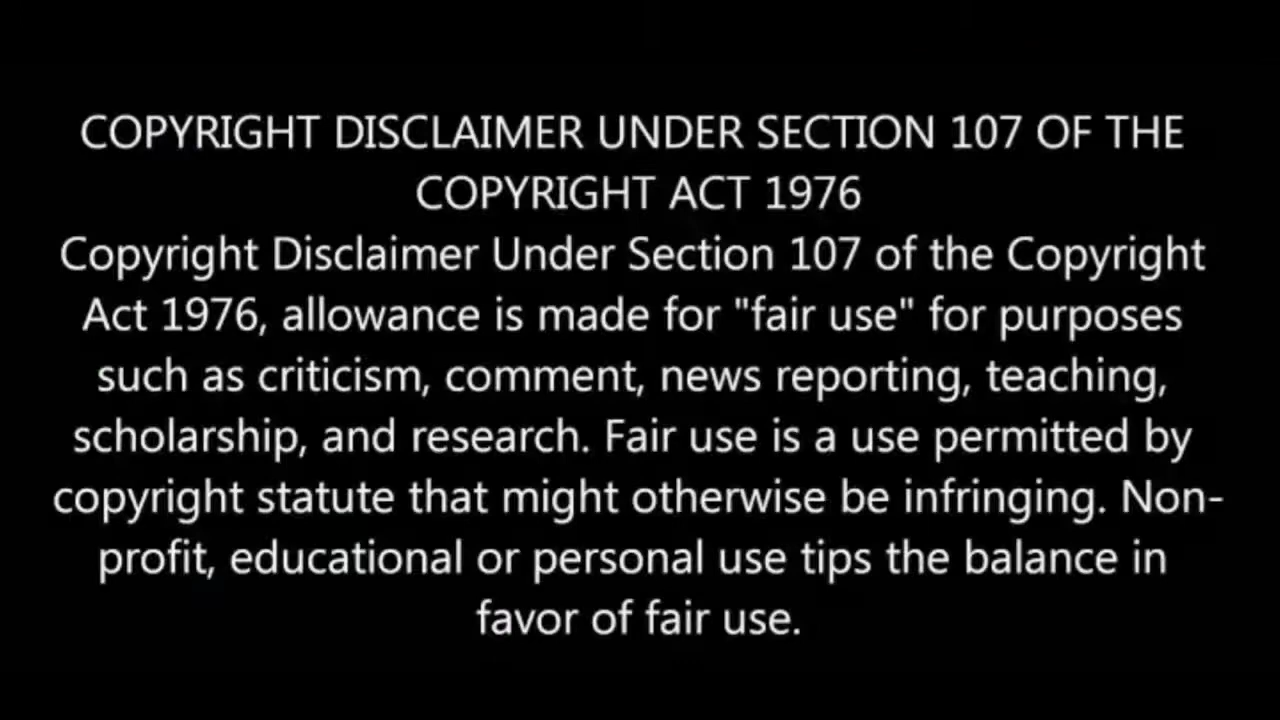 COPYRIGHT DISCLAIMER UNDER SECTION 107 OF THE
COPYRIGHT ACT 1976
Copyright Disclaimer Under Section 107 of the Copyright
Act 1976, allowance is made for "fair use" for purposes
such as criticism, comment, news reporting, teaching,
scholarship, and research. Fair use is a use permitted by
copyright statute that might otherwise be infringing. Non-
profit, educational or personal use tips the balance in
favor of fair use.